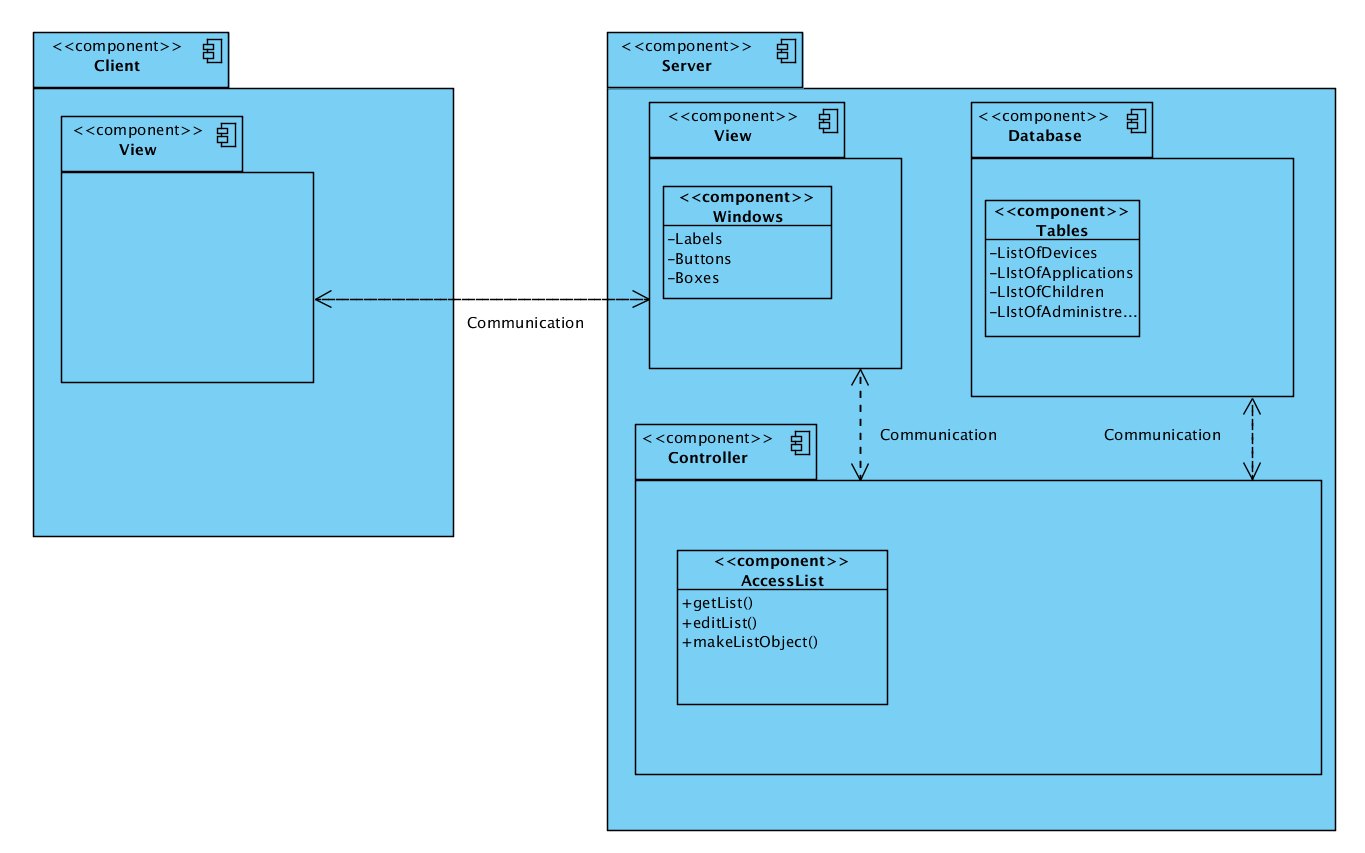 <<component>>
Client
<<component>>
View
Communication
<<component>>
Server
<<component>>
View
<<component>>
Windows
-Labels
-Buttons
-Boxes
<<component>>
Database
<<component>>
Tables
-ListOfDevices
-LIstOfApplications
-LIstOfChildren
-LIstOfAdministre...
Communication
Communication
<<component>>
Controller
<<component>>
AccessList
+getList()
+editList()
+makeListObject()